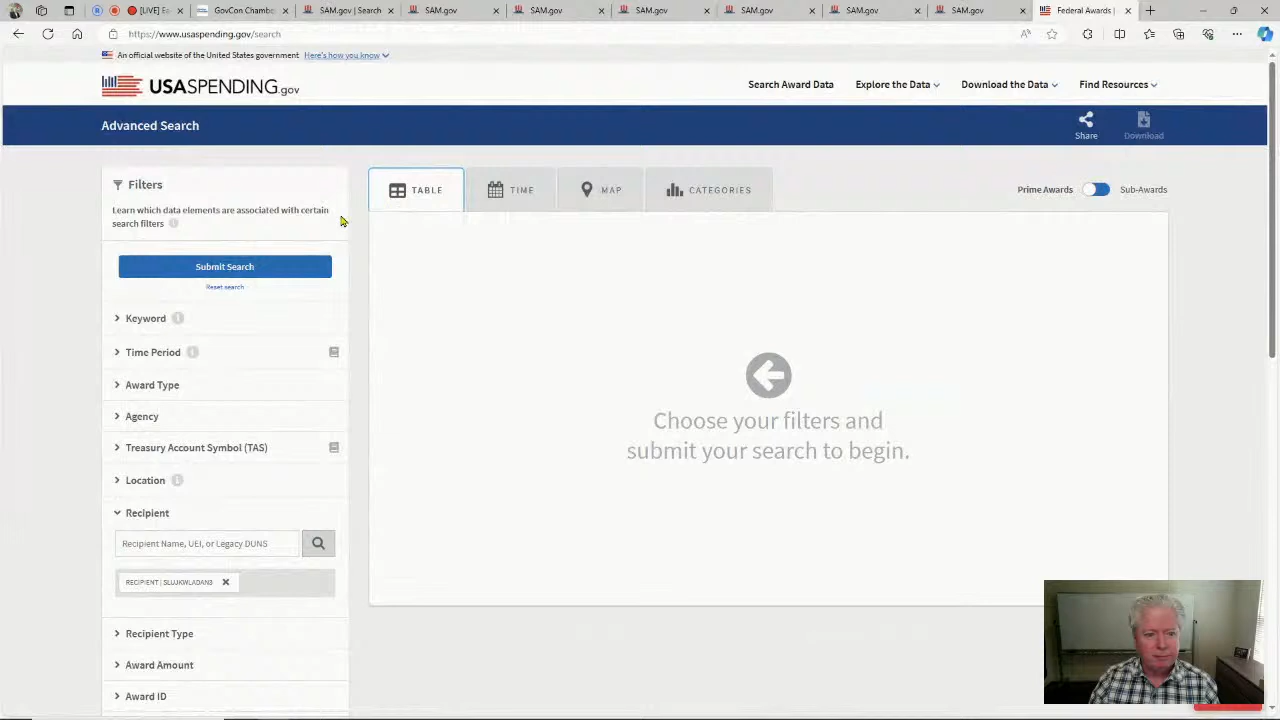 [LIVE] Ec
GovCon Chamb
SAM.gov | Search
SAM.gov
SAM.gov
SAM.gov
SAM.gov
SAM.gov
SAM.gov
Federal Awards |
https://www.usaspending.gov/search
An official website of the United States government Here's how you know
USASPENDING.gov
Search Award Data
Explore the Data
Download the Data
Find Resources
Advanced Search
Share
Download
Filters
Learn which data elements are associated with certain
search filters
Submit Search
Reset search
Keyword
Time Period
Award Type
Agency
Treasury Account Symbol (TAS)
Location
Recipient
Recipient Name, UEI, or Legacy DUNS
RECIPIENT | SLUJKWLADAN3
Recipient Type
Award Amount
Award ID
TABLE
TIME
MAP
CATEGORIES
Prime Awards
Sub-Awards
Choose your filters and
submit your search to begin.